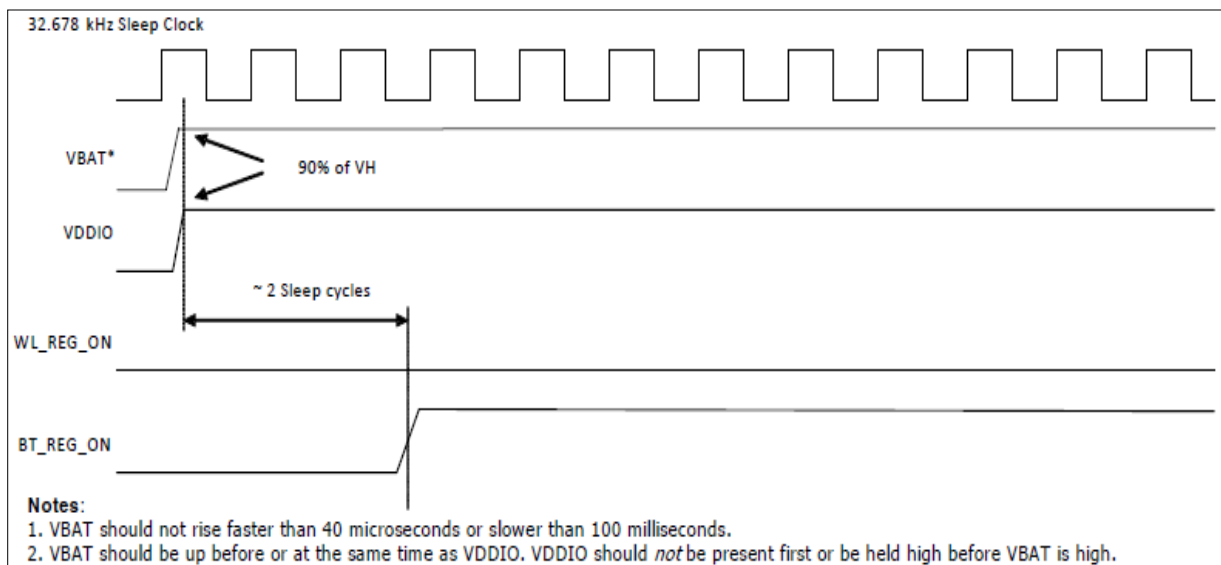 32.678 kHz Sleep Clock
VBAT*
90% of VH
VDDIO
~ 2 Sleep cycles
WL_REG_ON
BT_REG_ON
Notes:
1. VBAT should not rise faster than 40 microseconds or slower than 100 milliseconds.
2. VBAT should be up before or at the same time as VDDIO. VDDIO should not be present first or be held high before VBAT is high.